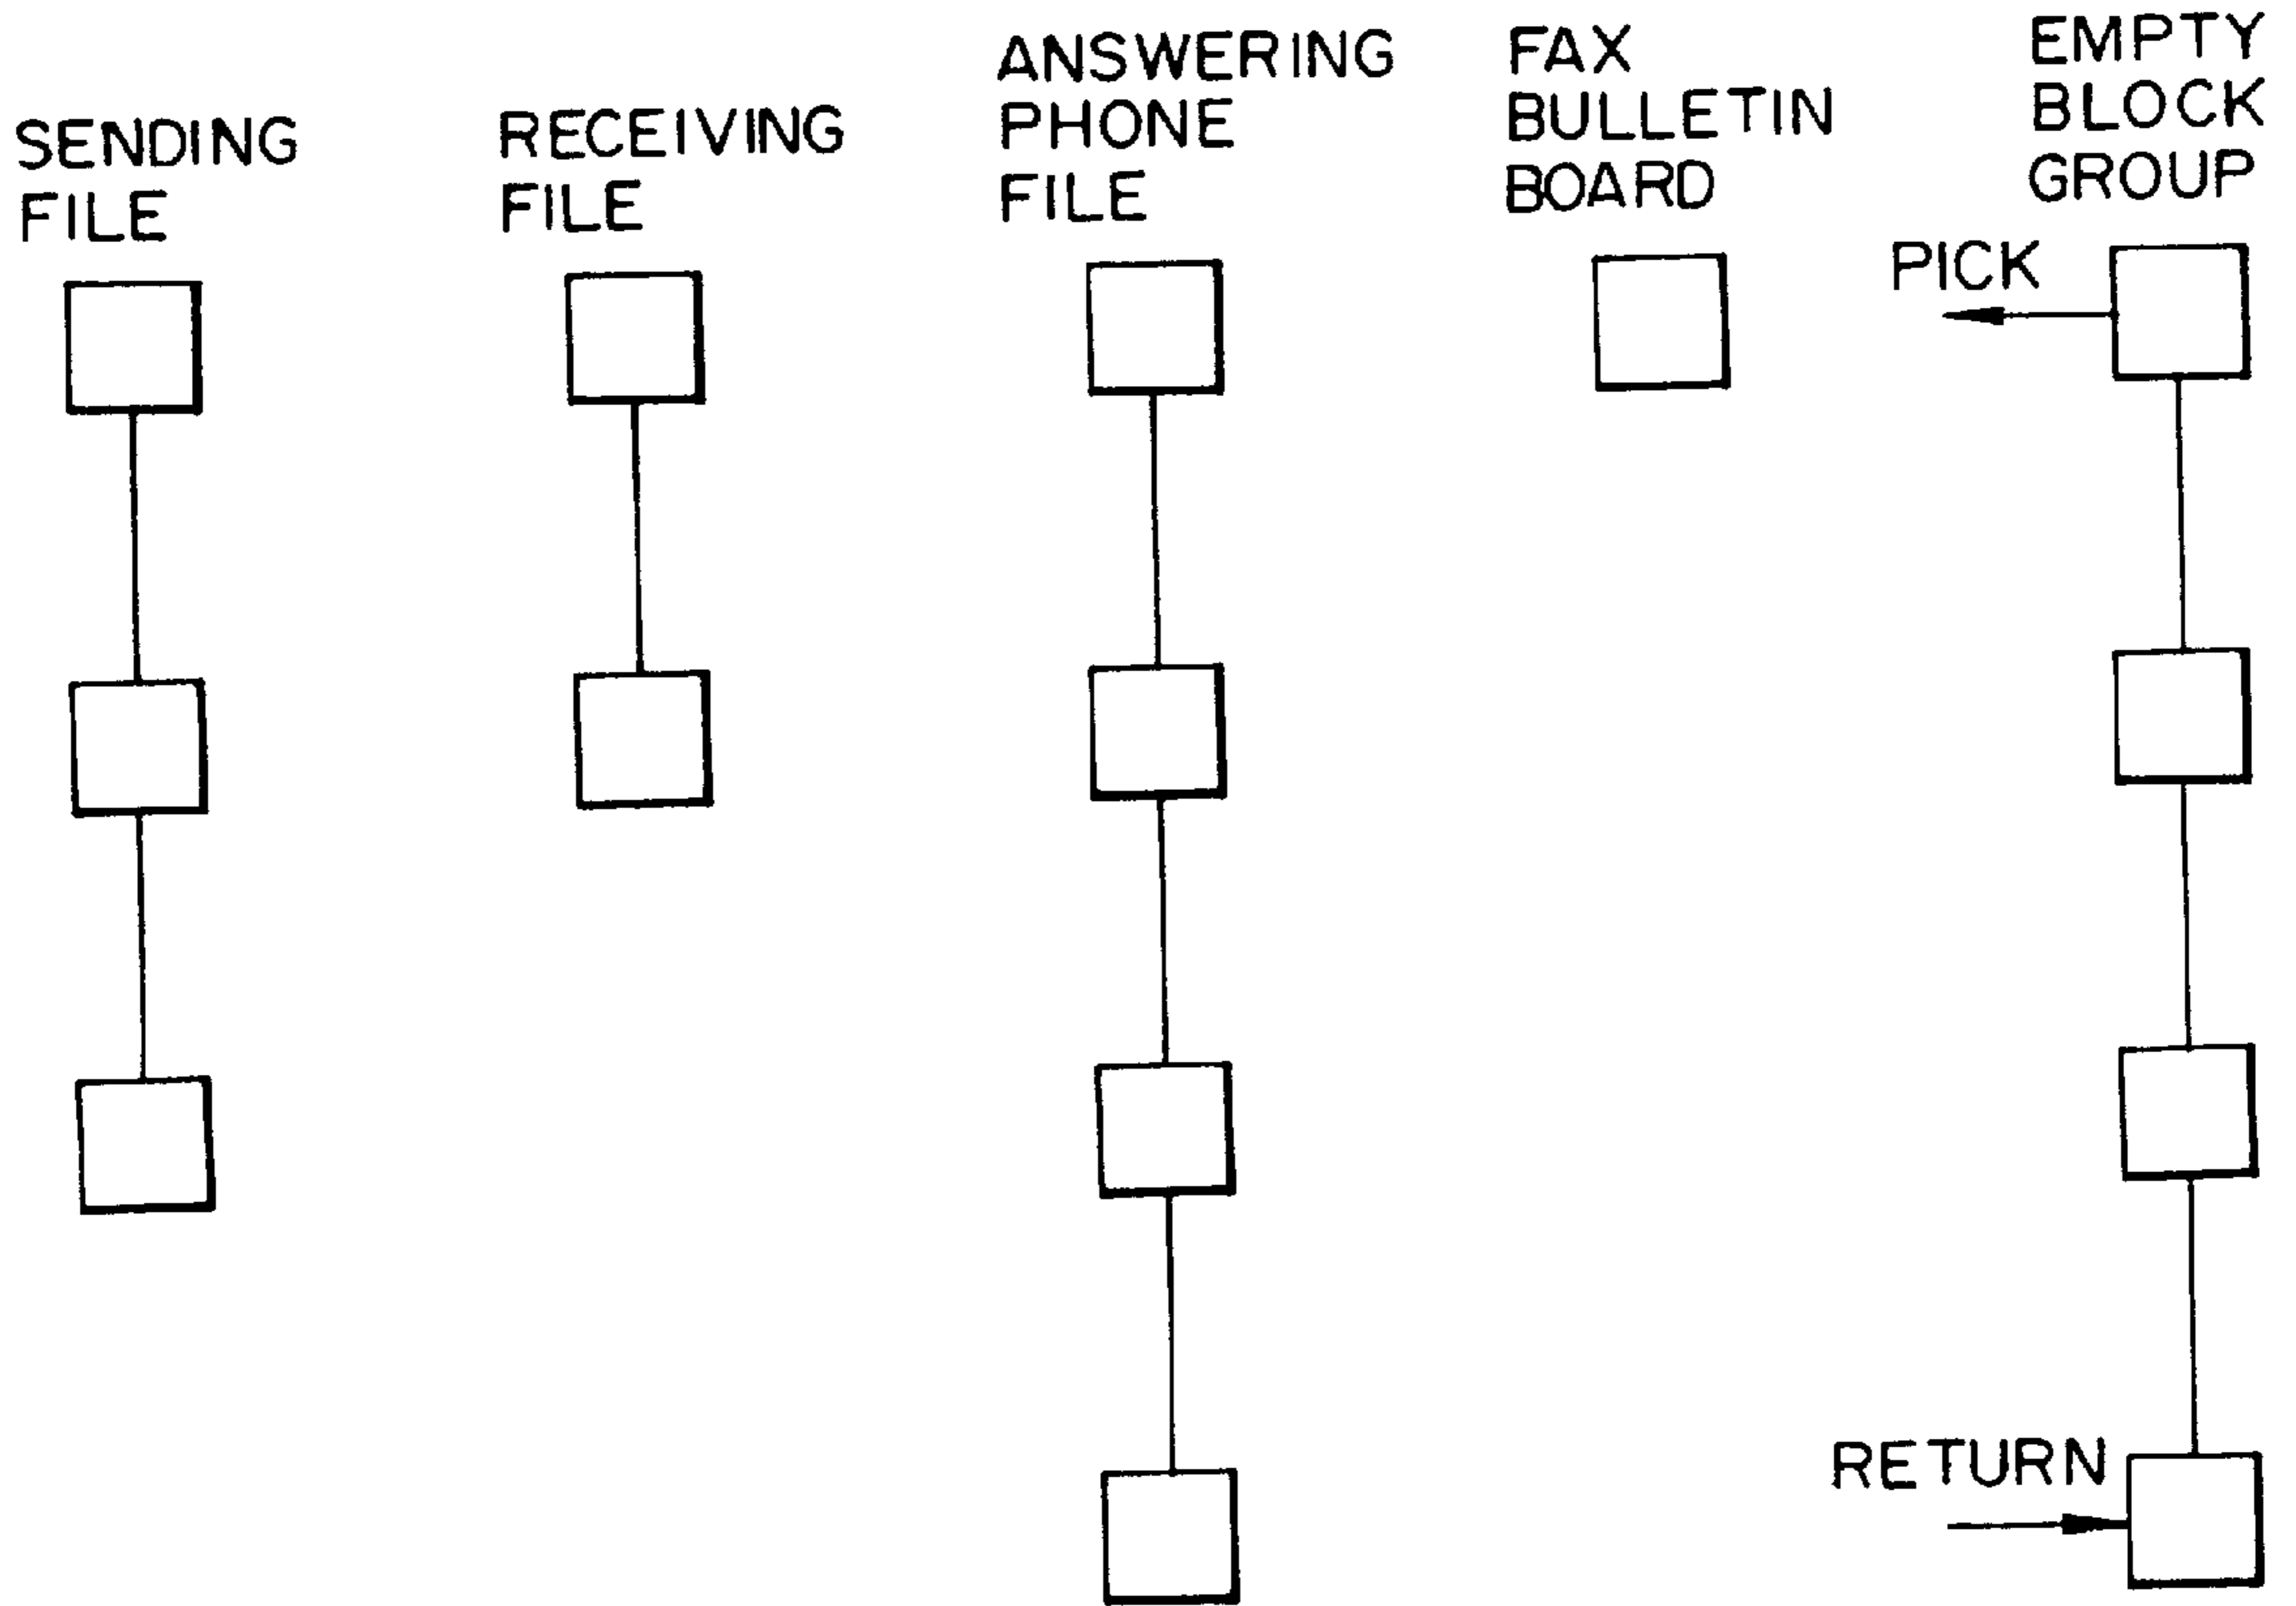 SENDING
FILE
RECEIVING
FILE
ANSWERING
PHONE
FILE
FAX
BULLETIN
BOARD
EMPTY
BLOCK
GROUP
PICK
RETURN